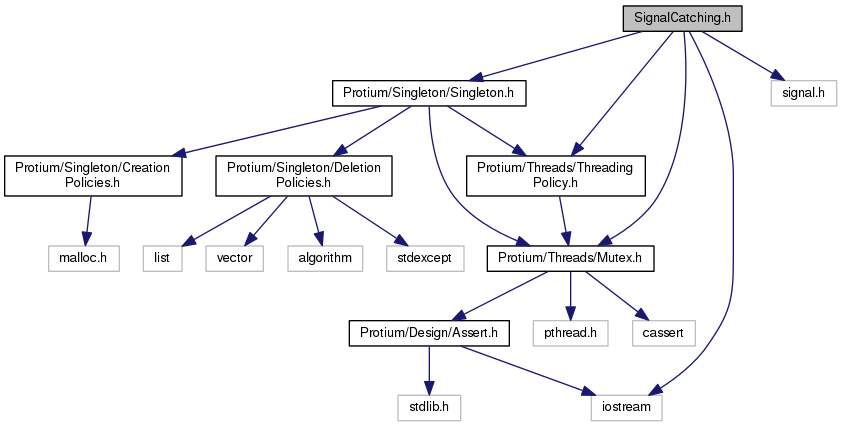 SignalCatching.h
Protium/Singleton/Singleton.h
signal.h
Protium/Singleton/Creation
Policies.h
Protium/Singleton/Deletion
Policies.h
Protium/Threads/Threading
Policy.h
malloc.h
list
vector
algorithm
stdexcept
Protium/Threads/Mutex.h
Protium/Design/Assert.h
pthread.h
cassert
stdlib.h
iostream